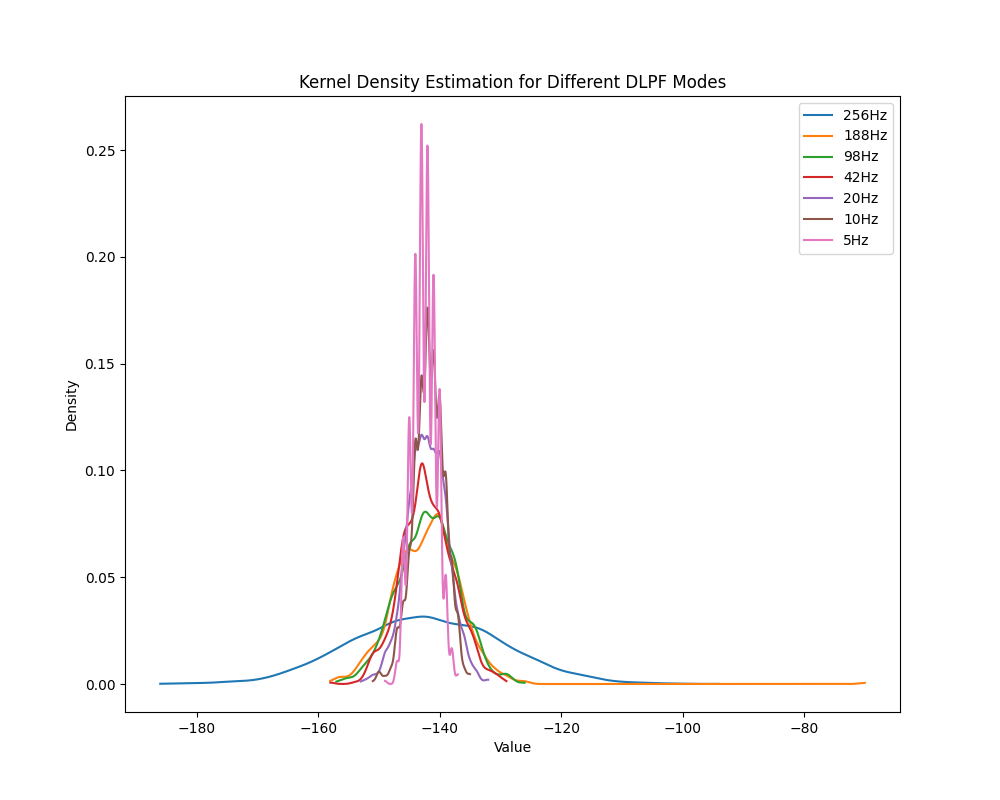 Kernel Density Estimation for Different DLPF Modes
256Hz
188Hz
98Hz
42Hz
20Hz
10Hz
5Hz
0.25
0.20
0.15
0.10
0.05
0.00
Density
−180
−160
−140
−120
−100
−80
Value